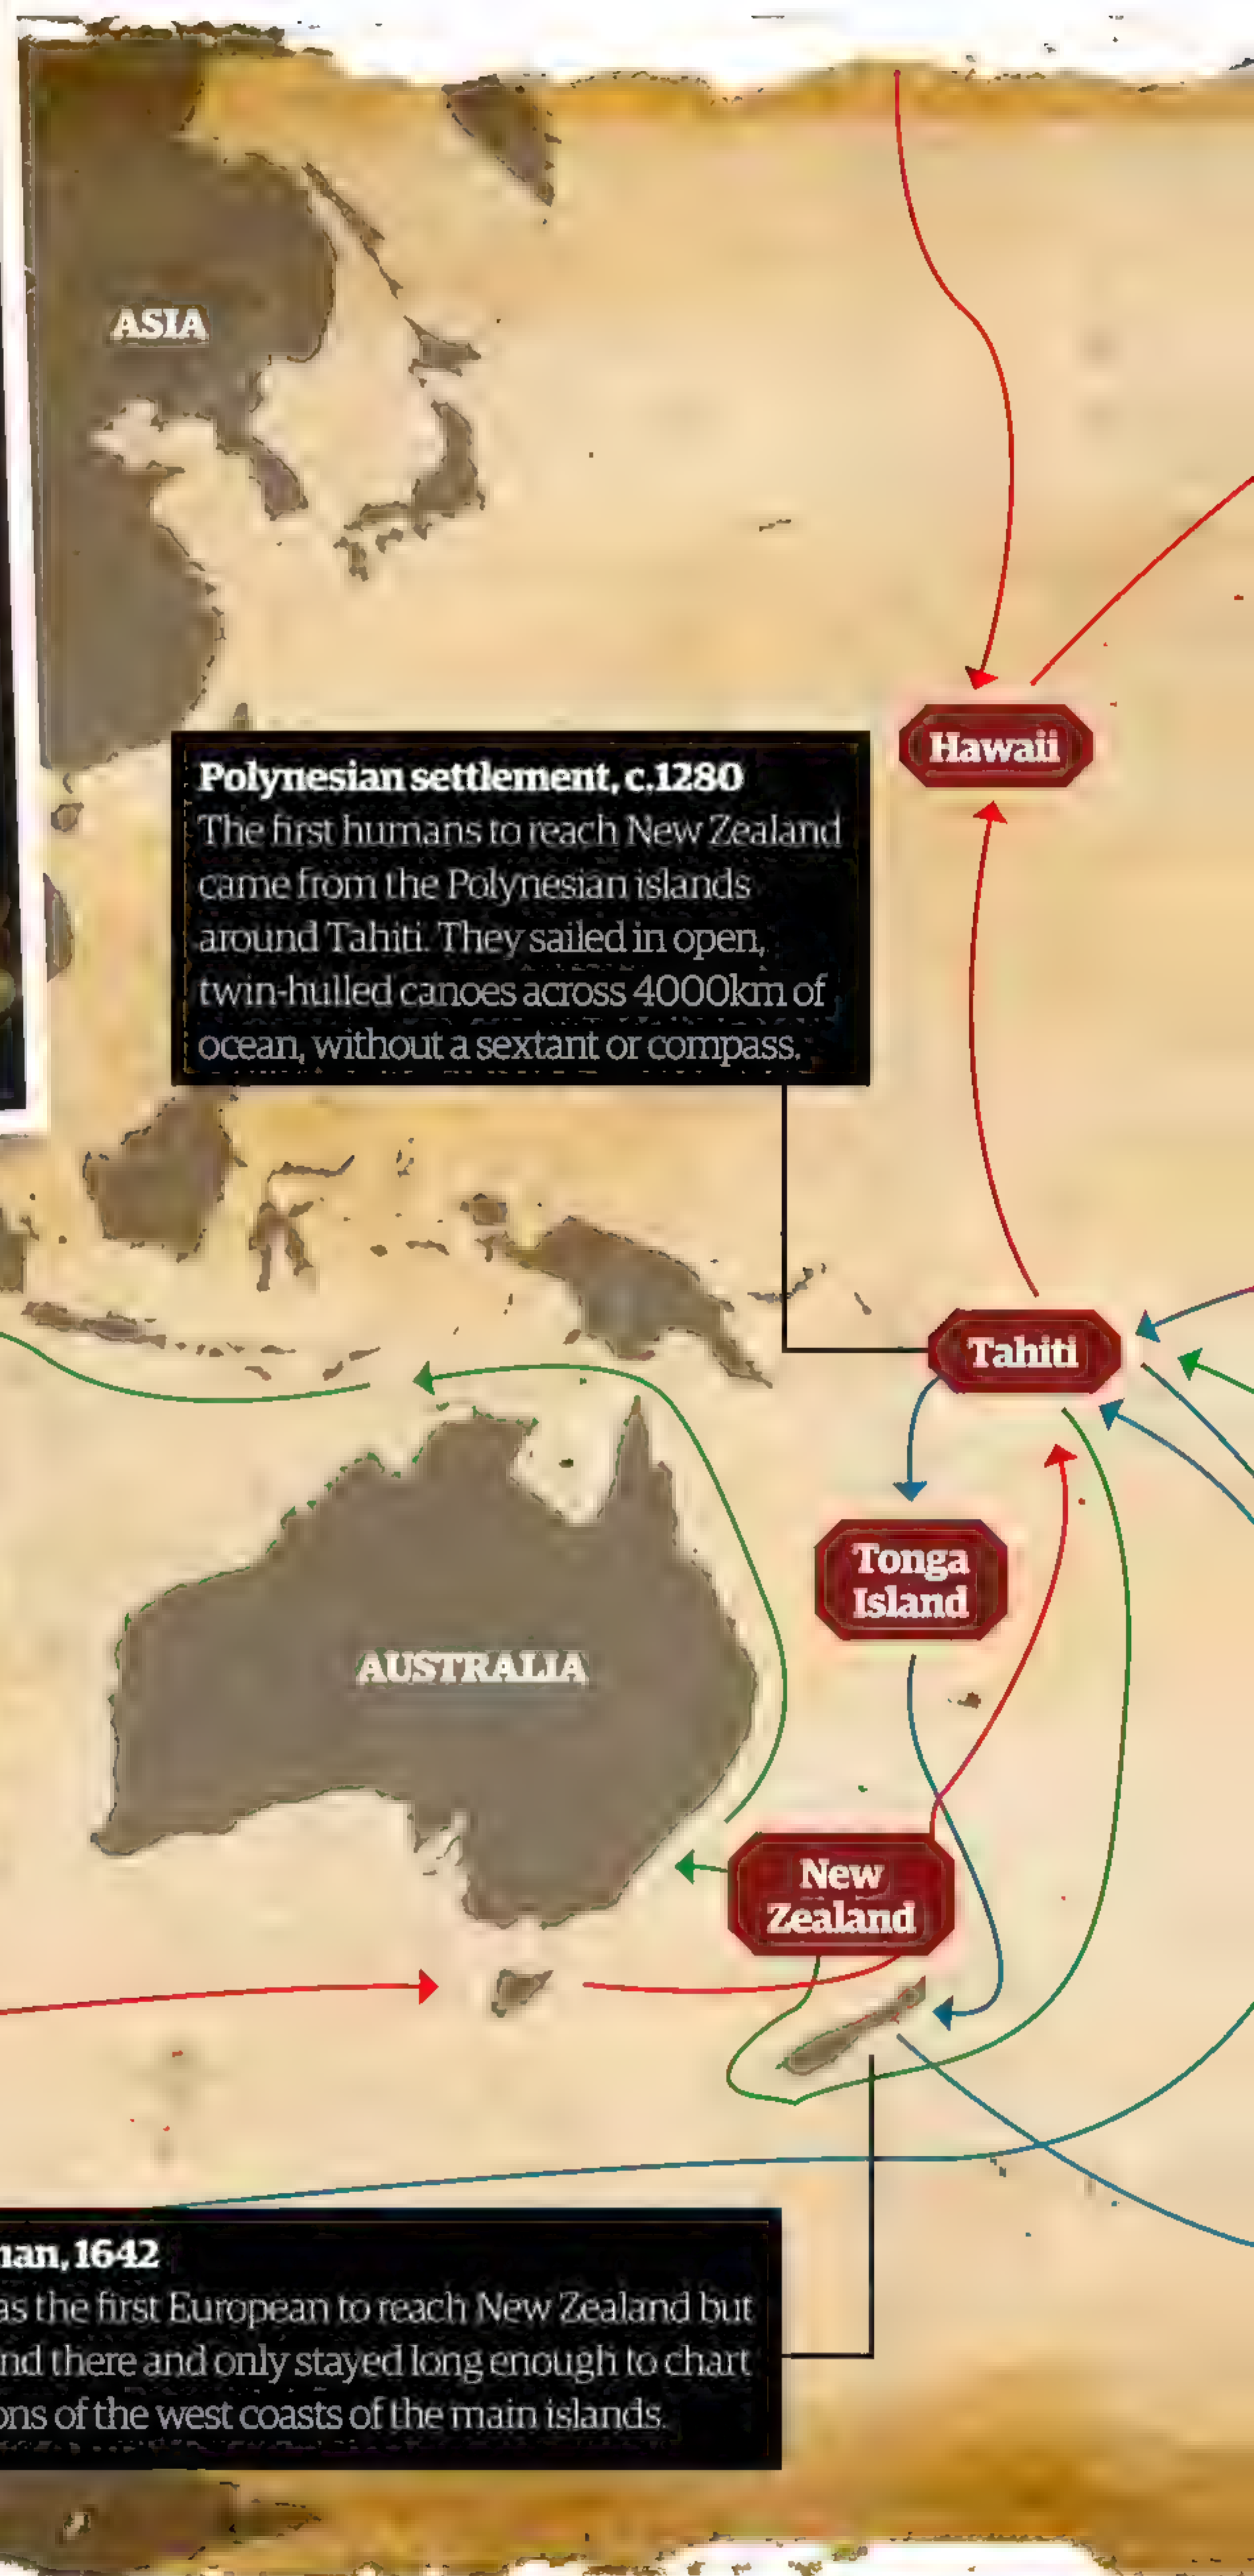 ASIA
Hawaii
Polynesian settlement, c.1280
The first humans to reach New Zealand
came from the Polynesian islands
around Tahiti. They sailed in open,
twin-hulled canoes across 4000km of
ocean, without a sextant or compass.
Tahiti
Tonga
Island
AUSTRALIA
New
Zealand
nan, 1642
as the first European to reach New Zealand but
nd there and only stayed long enough to chart
ons of the west coasts of the main islands.